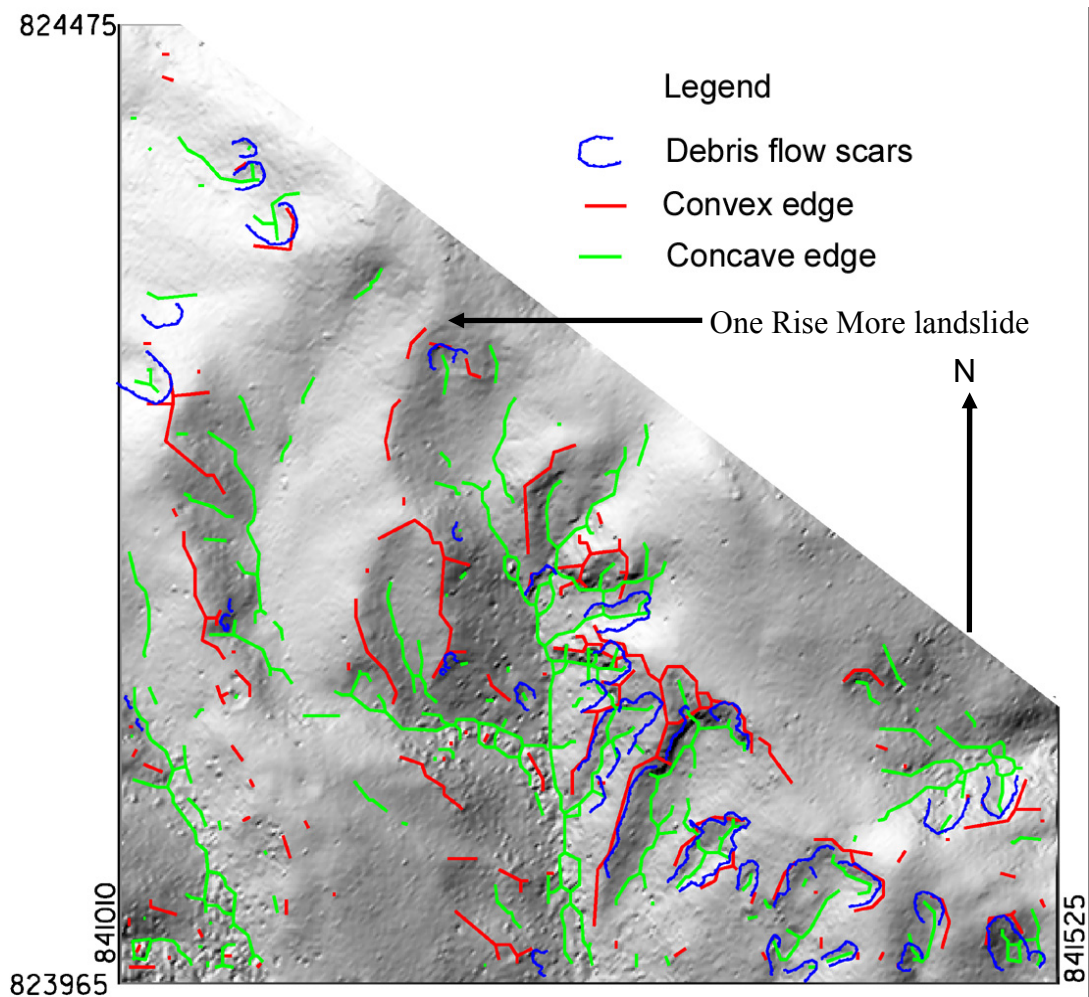 824475
Legend
Debris flow scars
Convex edge
Concave edge
One Rise More landslide
N
841010
841525
823965